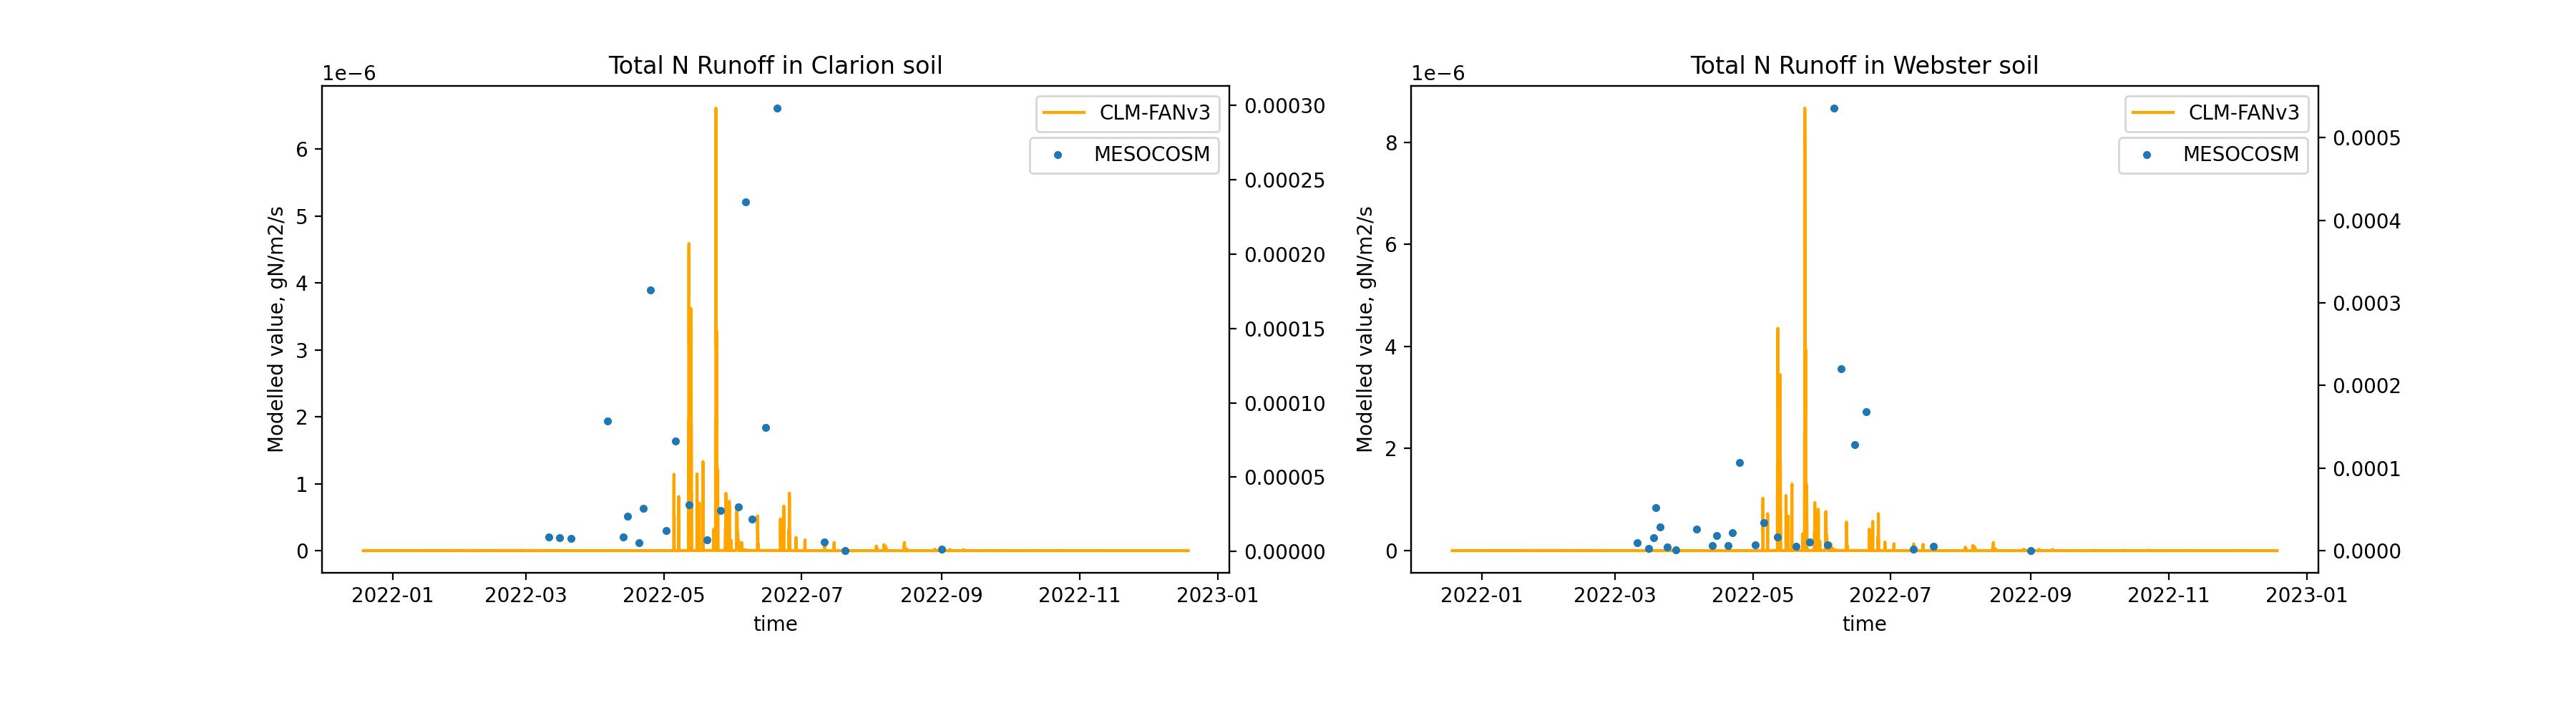 Total N Runoff in Clarion soil
1e−6
CLM-FANv3
MESOCOSM
Modelled value, gN/m2/s
6
5
4
3
2
1
0
0.00030
0.00025
0.00020
0.00015
0.00010
0.00005
0.00000
2022-01 2022-03 2022-05 2022-07 2022-09 2022-11 2023-01
time
Total N Runoff in Webster soil
1e−6
CLM-FANv3
MESOCOSM
Modelled value, gN/m2/s
8
6
4
2
0
0.0005
0.0004
0.0003
0.0002
0.0001
0.0000
2022-01 2022-03 2022-05 2022-07 2022-09 2022-11 2023-01
time